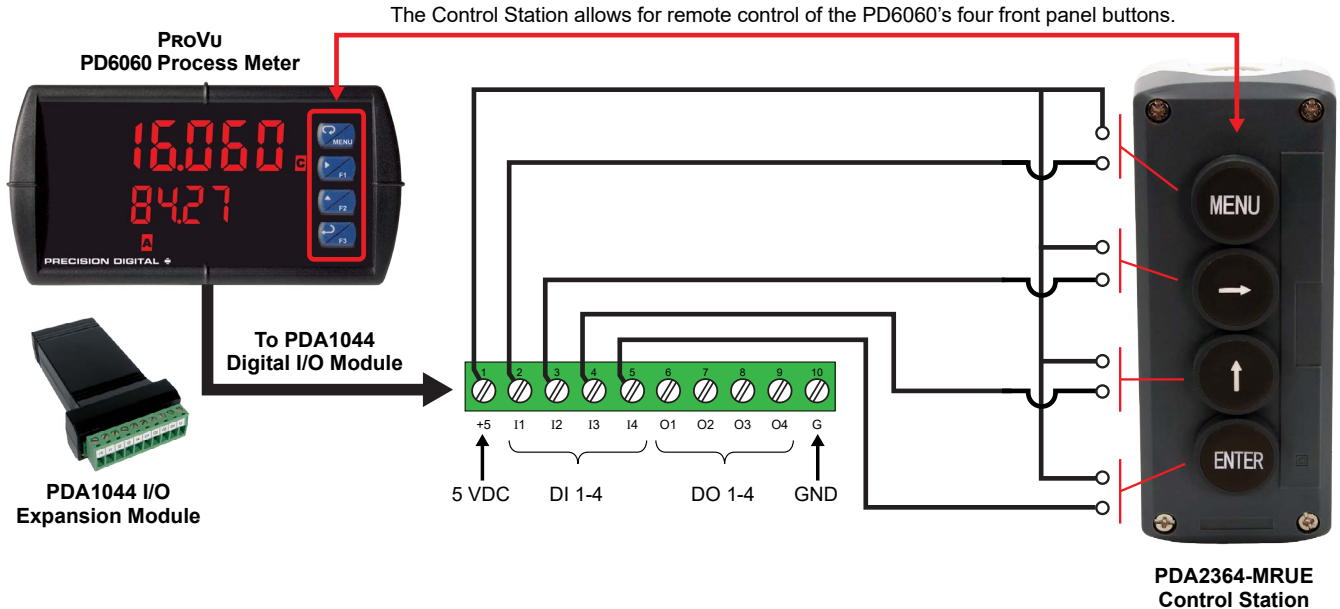 The Control Station allows for remote control of the PD6060's four front panel buttons.
PROVU
PD6060 Process Meter
16.060
C
84.27
A
MENU
F1
F2
F3
PRECISION DIGITAL
To PDA1044
Digital I/O Module
1 2 3 4 5 6 7 8 9 10
+5 I1 I2 I3 I4 O1 O2 O3 O4 G
5 VDC DI 1-4 DO 1-4 GND
PDA1044 I/O
Expansion Module
MENU
ENTER
PDA2364-MRUE
Control Station